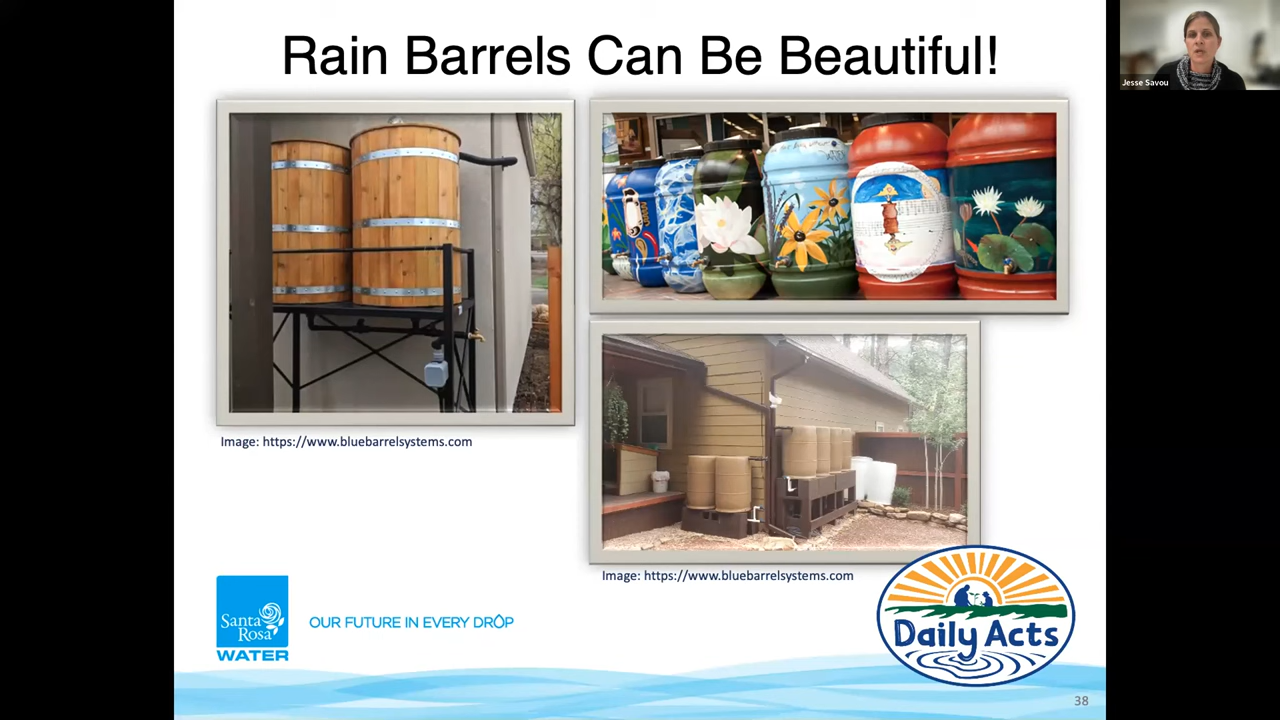 Rain Barrels Can Be Beautiful!
Jesse Savou
Image: https://www.bluebarrelsystems.com
Image: https://www.bluebarrelsystems.com
Santa
Rosa
WATER
OUR FUTURE IN EVERY DROP
Daily Acts
38